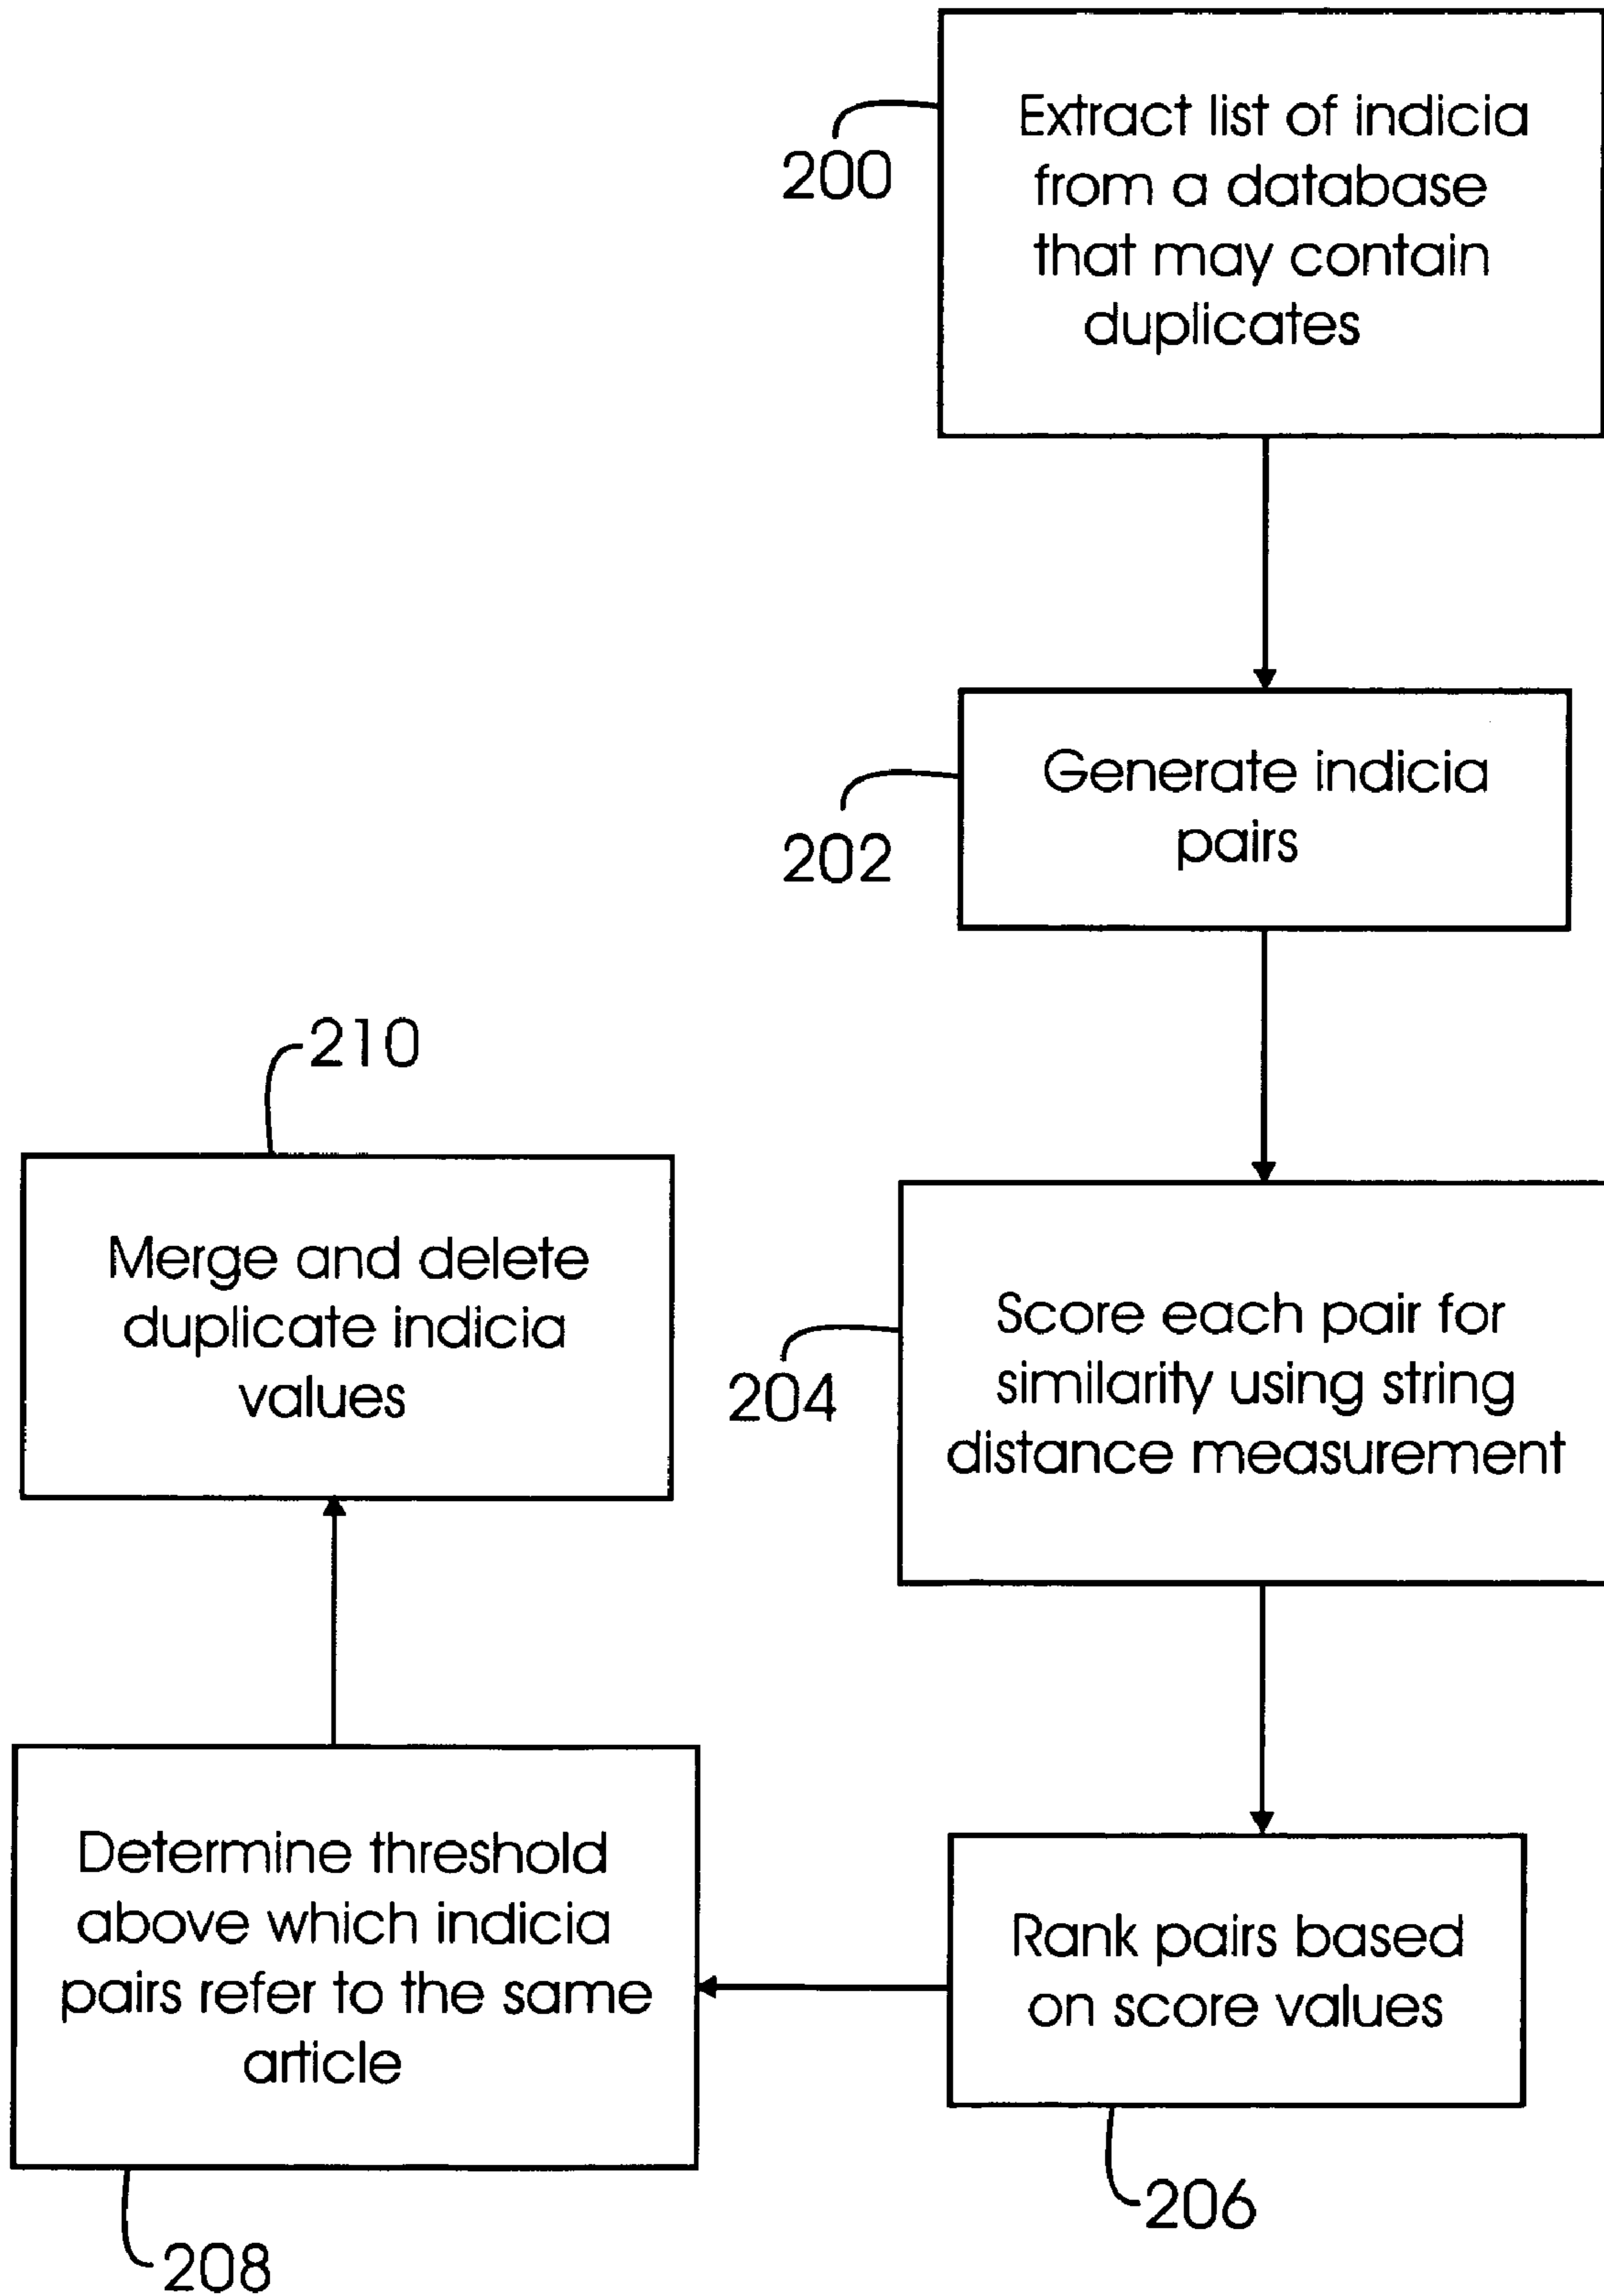 Extract list of indicia
from a database
that may contain
duplicates
200
Generate indicia
pairs
202
Score each pair for
similarity using string
distance measurement
204
Rank pairs based
on score values
206
Determine threshold
above which indicia
pairs refer to the same
article
208
210
Merge and delete
duplicate indicia
values